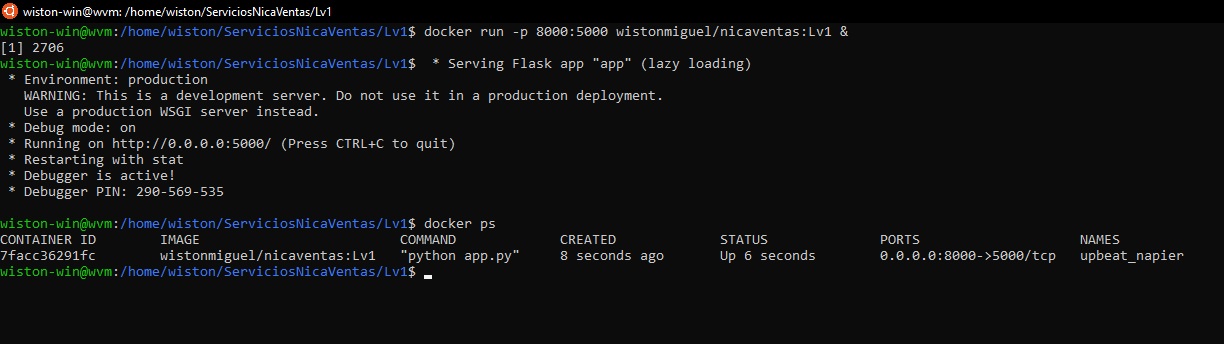 wiston-win@wvm: /home/wiston/ServiciosNicaVentas/Lv1
wiston-win@wvm:/home/wiston/ServiciosNicaVentas/Lv1$ docker run -p 8000:5000 wistonmiguel/nicaventas:Lv1 &
[1] 2706
wiston-win@wvm:/home/wiston/ServiciosNicaVentas/Lv1$  * Serving Flask app "app" (lazy loading)
 * Environment: production
   WARNING: This is a development server. Do not use it in a production deployment.
   Use a production WSGI server instead.
 * Debug mode: on
 * Running on http://0.0.0.0:5000/ (Press CTRL+C to quit)
 * Restarting with stat
 * Debugger is active!
 * Debugger PIN: 290-569-535
wiston-win@wvm:/home/wiston/ServiciosNicaVentas/Lv1$ docker ps
CONTAINER ID        IMAGE                         COMMAND             CREATED             STATUS              PORTS                    NAMES
7facc36291fc        wistonmiguel/nicaventas:Lv1   "python app.py"     8 seconds ago       Up 6 seconds        0.0.0.0:8000->5000/tcp   upbeat_napier
wiston-win@wvm:/home/wiston/ServiciosNicaVentas/Lv1$